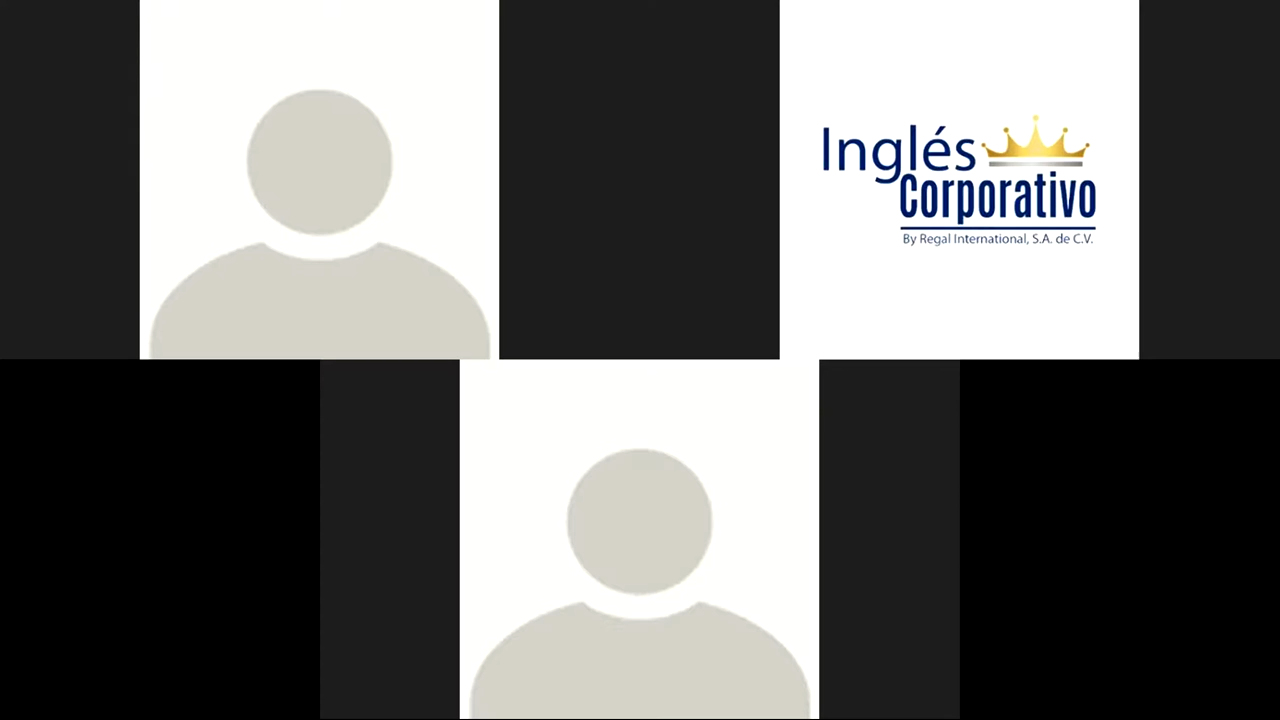 Inglés
Corporativo
By Regal International, S.A. de C.V.